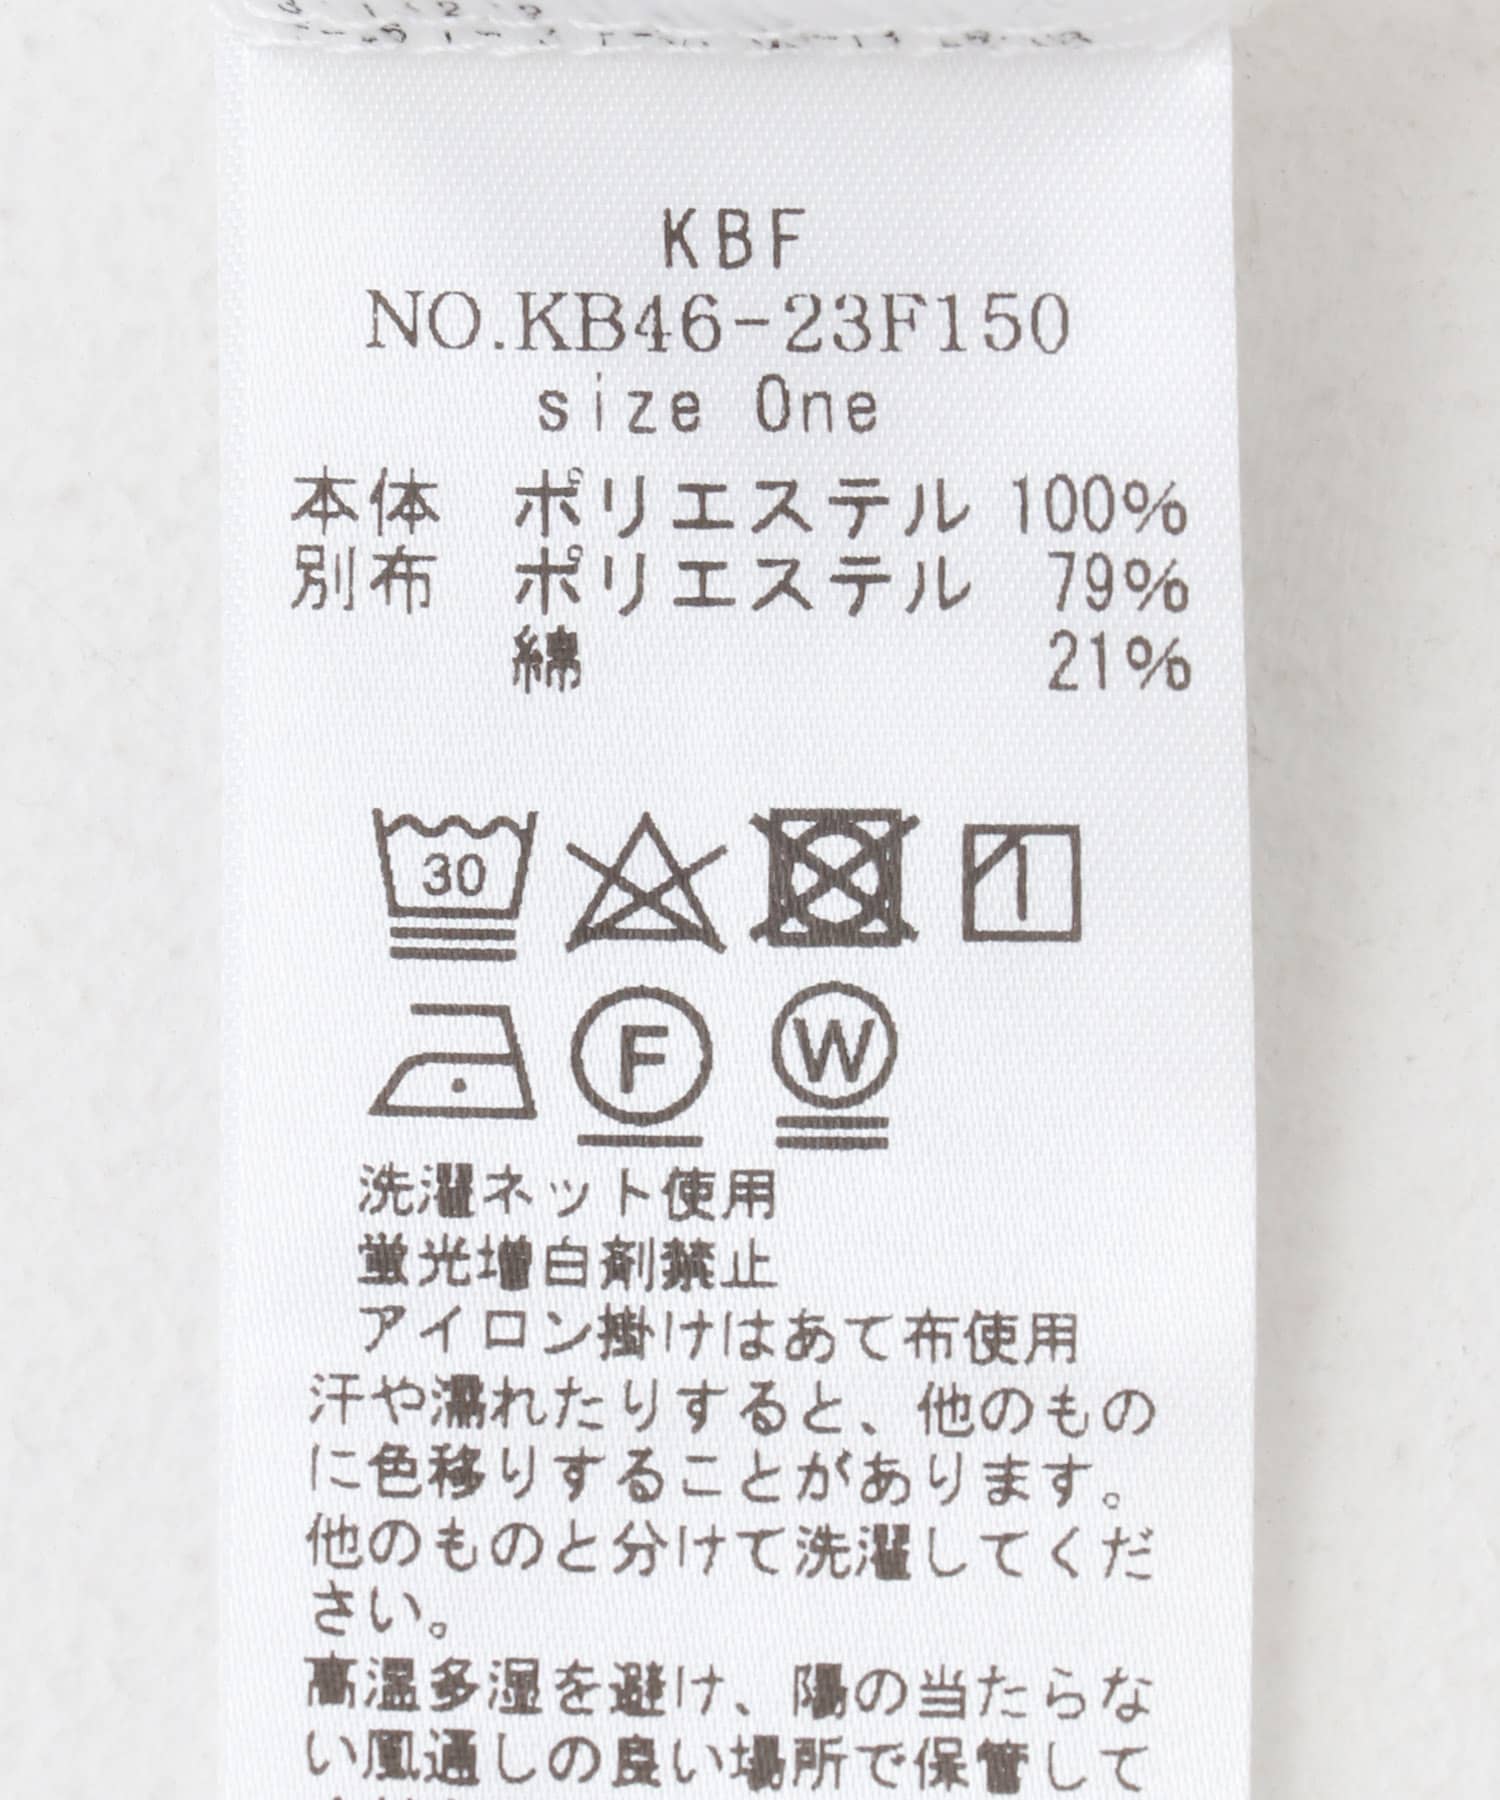 KBF
NO.KB46-23F150
size One
本体 ポリエステル 100%
別布 ポリエステル 79%
綿 21%
30
F
W
洗濯ネット使用
蛍光増白剤禁止
アイロン掛けはあて布使用
汗や濡れたりすると、他のもの
に色移りすることがあります。
他のものと分けて洗濯してくだ
さい。
高温多湿を避け、陽の当たらな
い風通しの良い場所で保管して